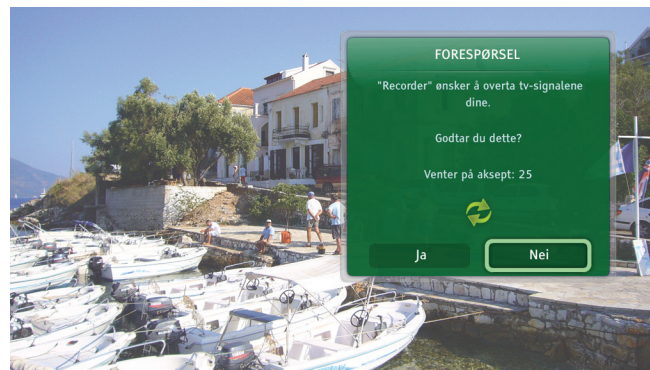 FORESPØRSEL
"Recorder" ønsker å overta tv-signalene
dine.
Godtar du dette?
Venter på aksept: 25
Ja
Nei